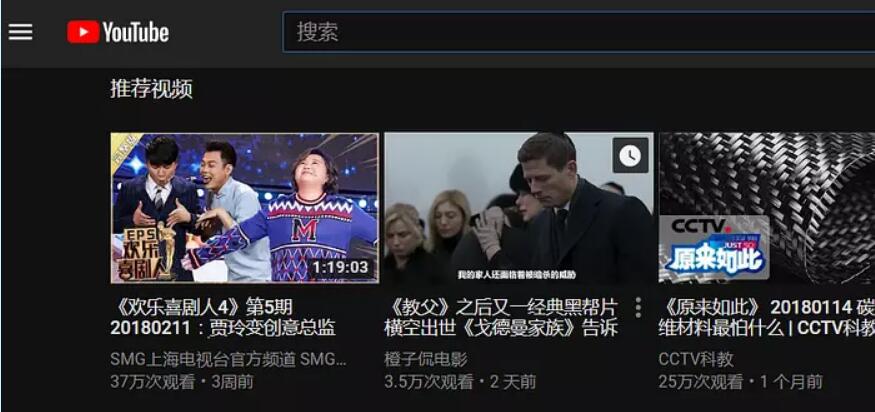 YouTube
搜索
推荐视频
EP5
欢乐
喜剧人
1:19:03
我的家人还面临着被暗杀的威胁
CCTV
JUST SO
原来如此
《欢乐喜剧人4》第5期
20180211：贾玲变创意总监
SMG上海电视台官方频道 SMG...
37万次观看 • 3周前
《教父》之后又一经典黑帮片
横空出世《戈德曼家族》告诉
橙子侃电影
3.5万次观看 • 2 天前
《原来如此》 20180114 碳
维材料最怕什么 | CCTV科教
CCTV科教
25万次观看 • 1 个月前